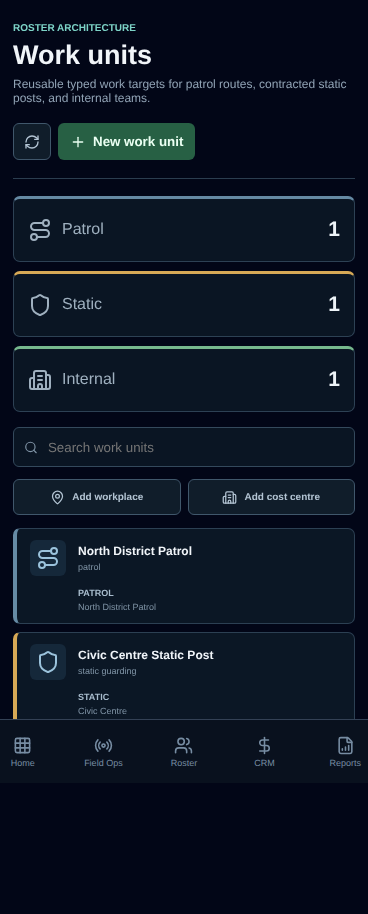 ROSTER ARCHITECTURE
Work units
Reusable typed work targets for patrol routes, contracted static
posts, and internal teams.
New work unit
Patrol 1
Static 1
Internal 1
Search work units
Add workplace Add cost centre
North District Patrol
patrol
PATROL
North District Patrol
Civic Centre Static Post
static guarding
STATIC
Civic Centre
Home Field Ops Roster CRM Reports